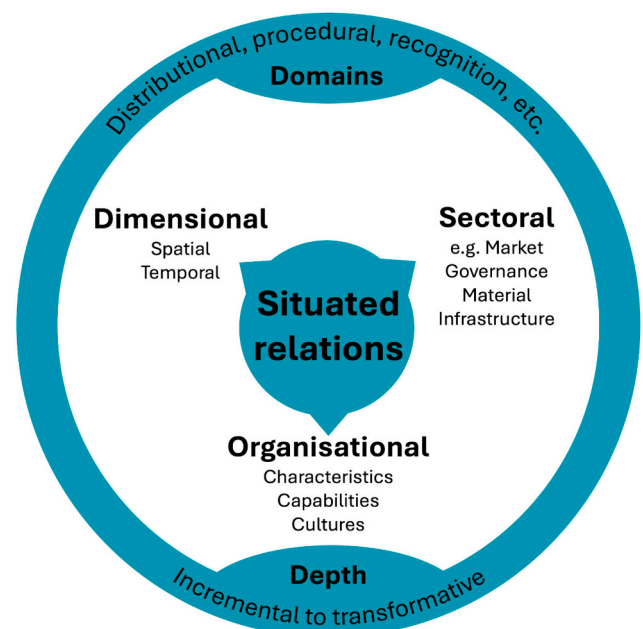 Distributional, procedural, recognition, etc.
Domains
Dimensional
Spatial
Temporal
Sectoral
e.g. Market
Governance
Material
Infrastructure
Situated
relations
Organisational
Characteristics
Capabilities
Cultures
Depth
Incremental to transformative